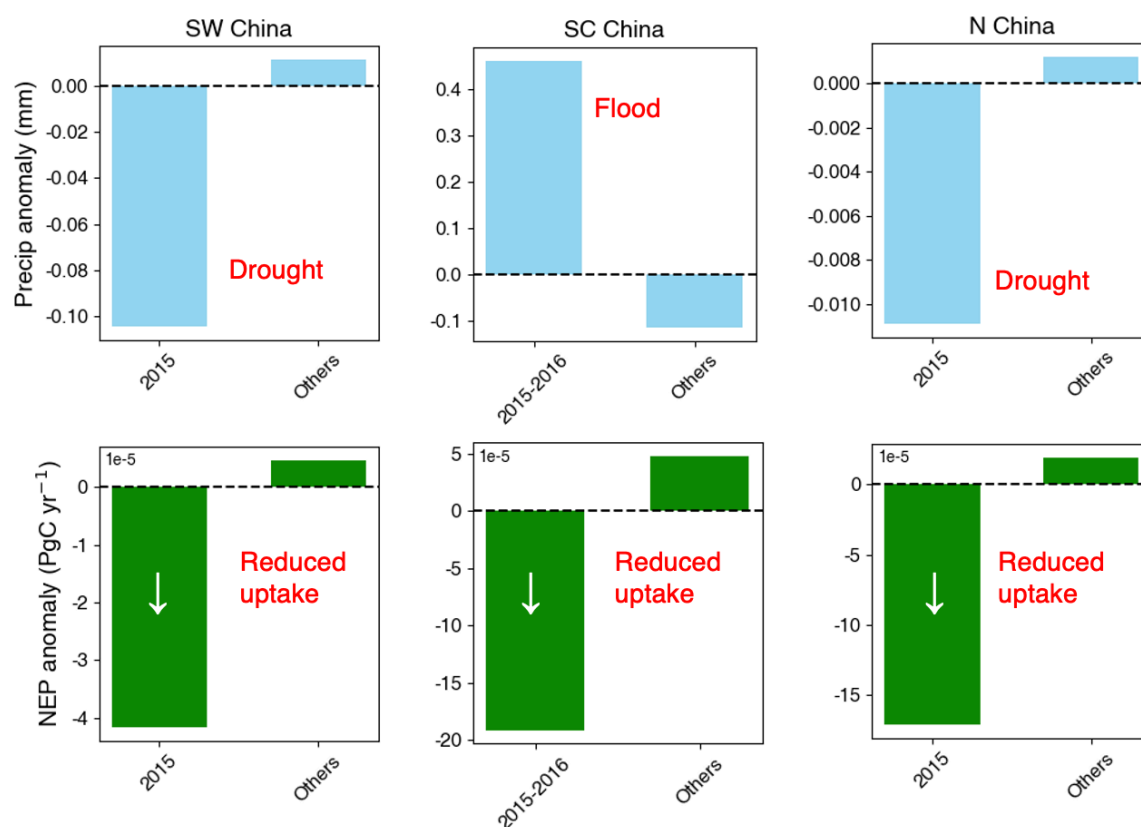 SW China
SC China
N China
Precip anomaly (mm)
0.00
-0.02
-0.04
-0.06
-0.08
-0.10
Drought
2015
Others
0.4
0.3
0.2
0.1
0.0
-0.1
Flood
2015-2016
Others
0.000
-0.002
-0.004
-0.006
-0.008
-0.010
Drought
2015
Others
NEP anomaly (PgC yr⁻¹)
1e-5
0
-1
-2
-3
-4
Reduced
uptake
2015
Others
1e-5
5
0
-5
-10
-15
-20
Reduced
uptake
2015-2016
Others
1e-5
0
-5
-10
-15
Reduced
uptake
2015
Others